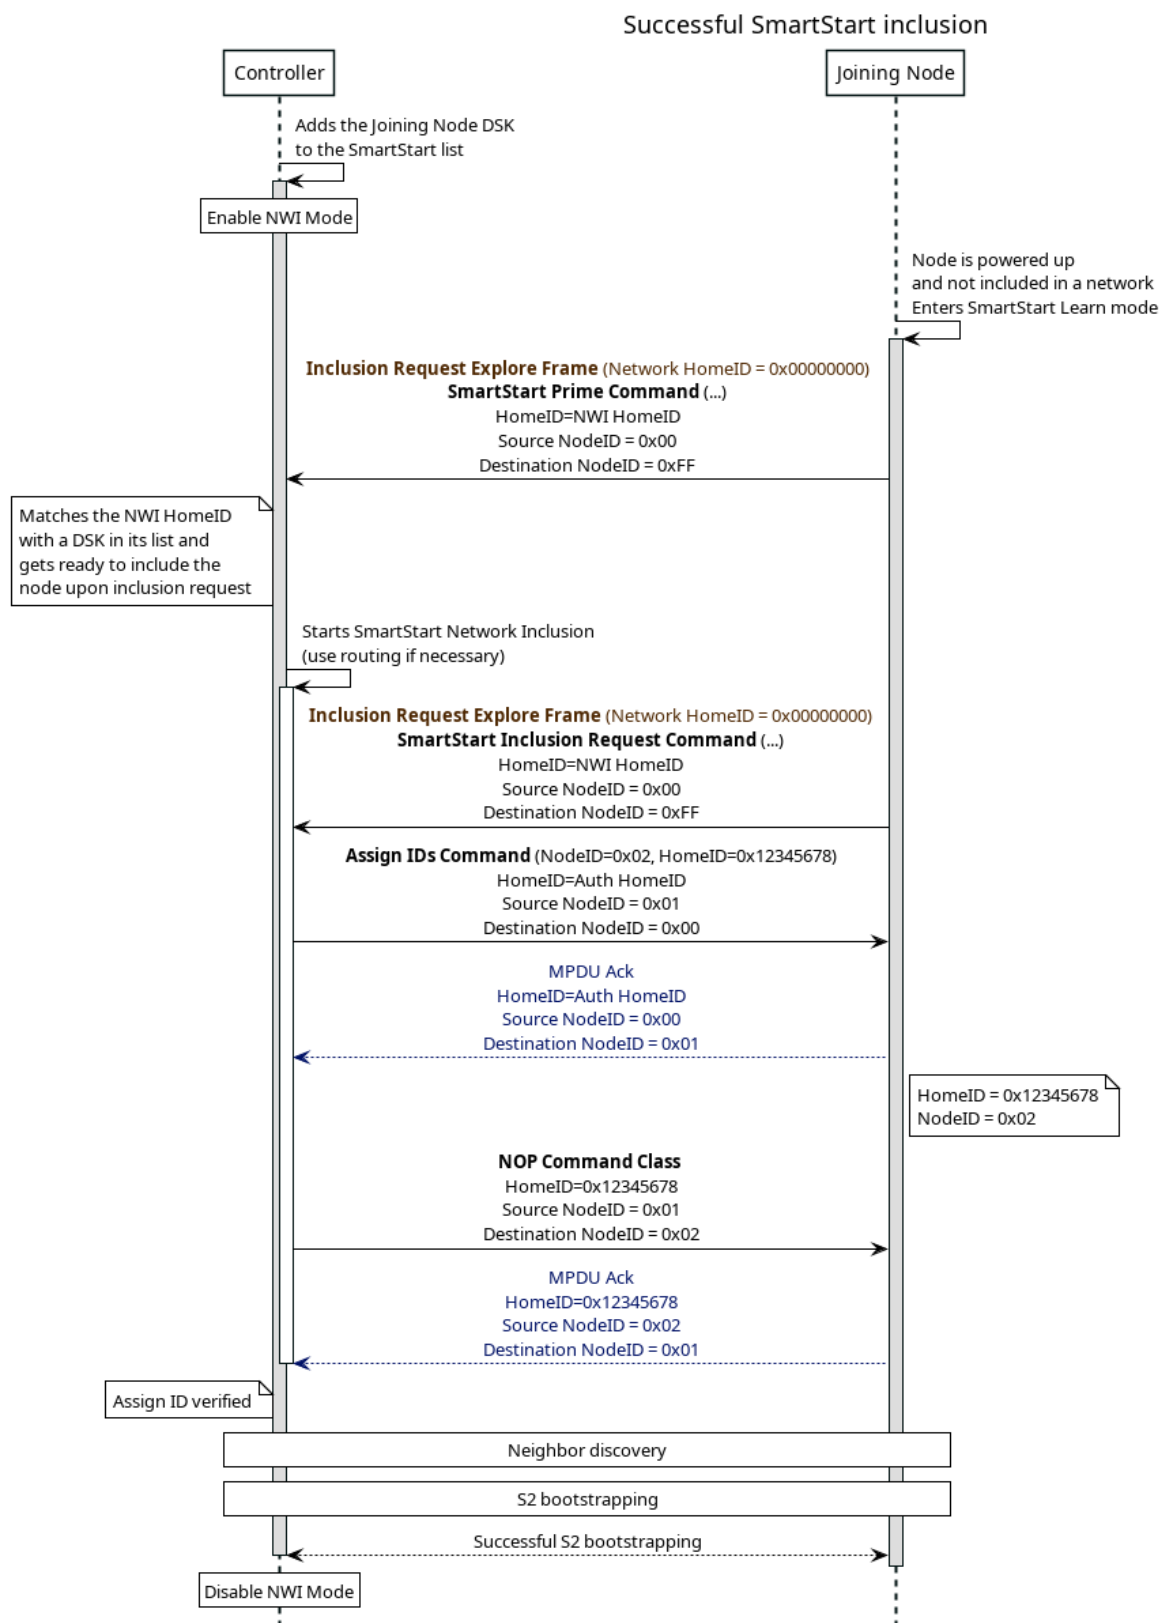 Successful SmartStart inclusion
Controller
Joining Node
Adds the Joining Node DSK
to the SmartStart list
Enable NWI Mode
Node is powered up
and not included in a network
Enters SmartStart Learn mode
Inclusion Request Explore Frame (Network HomeID = 0x00000000)
SmartStart Prime Command (...)
HomeID=NWI HomeID
Source NodeID = 0x00
Destination NodeID = 0xFF
Matches the NWI HomeID
with a DSK in its list and
gets ready to include the
node upon inclusion request
Starts SmartStart Network Inclusion
(use routing if necessary)
Inclusion Request Explore Frame (Network HomeID = 0x00000000)
SmartStart Inclusion Request Command (...)
HomeID=NWI HomeID
Source NodeID = 0x00
Destination NodeID = 0xFF
Assign IDs Command (NodeID=0x02, HomeID=0x12345678)
HomeID=Auth HomeID
Source NodeID = 0x01
Destination NodeID = 0x00
MPDU Ack
HomeID=Auth HomeID
Source NodeID = 0x00
Destination NodeID = 0x01
HomeID = 0x12345678
NodeID = 0x02
NOP Command Class
HomeID=0x12345678
Source NodeID = 0x01
Destination NodeID = 0x02
MPDU Ack
HomeID=0x12345678
Source NodeID = 0x02
Destination NodeID = 0x01
Assign ID verified
Neighbor discovery
S2 bootstrapping
Successful S2 bootstrapping
Disable NWI Mode